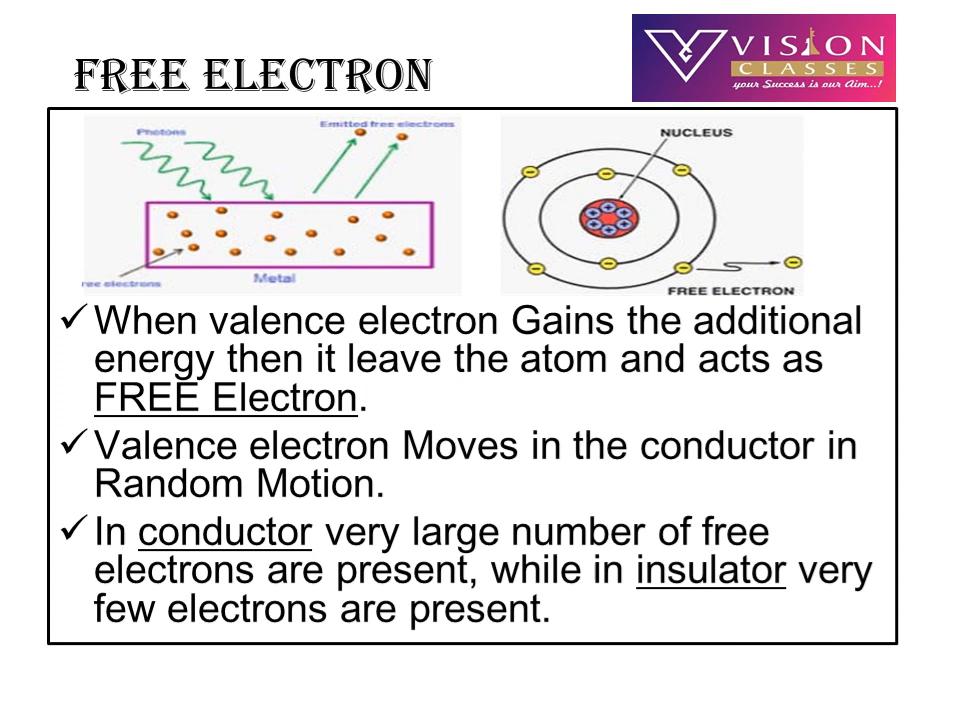 FREE ELECTRON
VISION
CLASSES
your Success is our Aim...!
Photons
Emitted free electrons
ree electrons
Metal
NUCLEUS
FREE ELECTRON
✓ When valence electron Gains the additional
energy then it leave the atom and acts as
FREE Electron.
✓ Valence electron Moves in the conductor in
Random Motion.
✓ In conductor very large number of free
electrons are present, while in insulator very
few electrons are present.